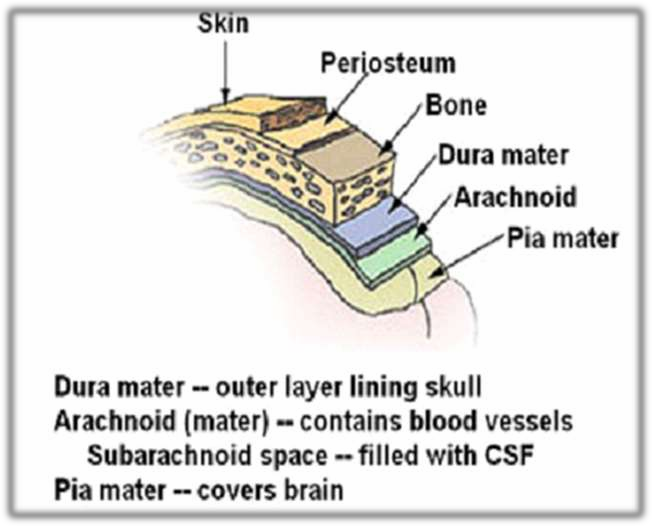 Skin
Periosteum
Bone
Dura mater
Arachnoid
Pia mater
Dura mater -- outer layer lining skull
Arachnoid (mater) -- contains blood vessels
Subarachnoid space -- filled with CSF
Pia mater -- covers brain